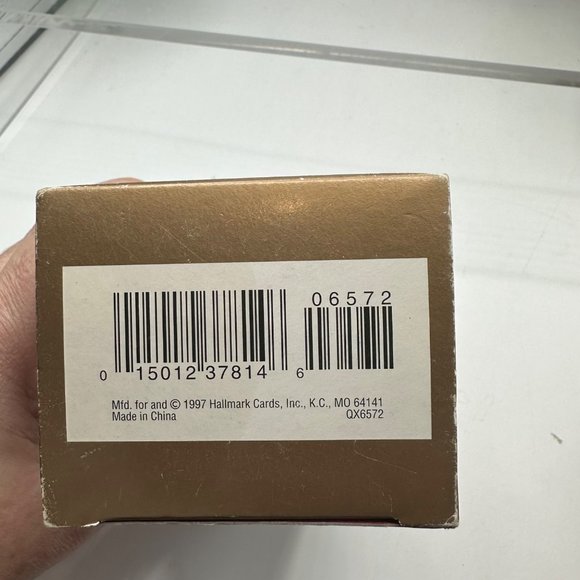 06572
0 15012 37814 6
Mfd. for and © 1997 Hallmark Cards, Inc., K.C., MO 64141
Made in China QX6572